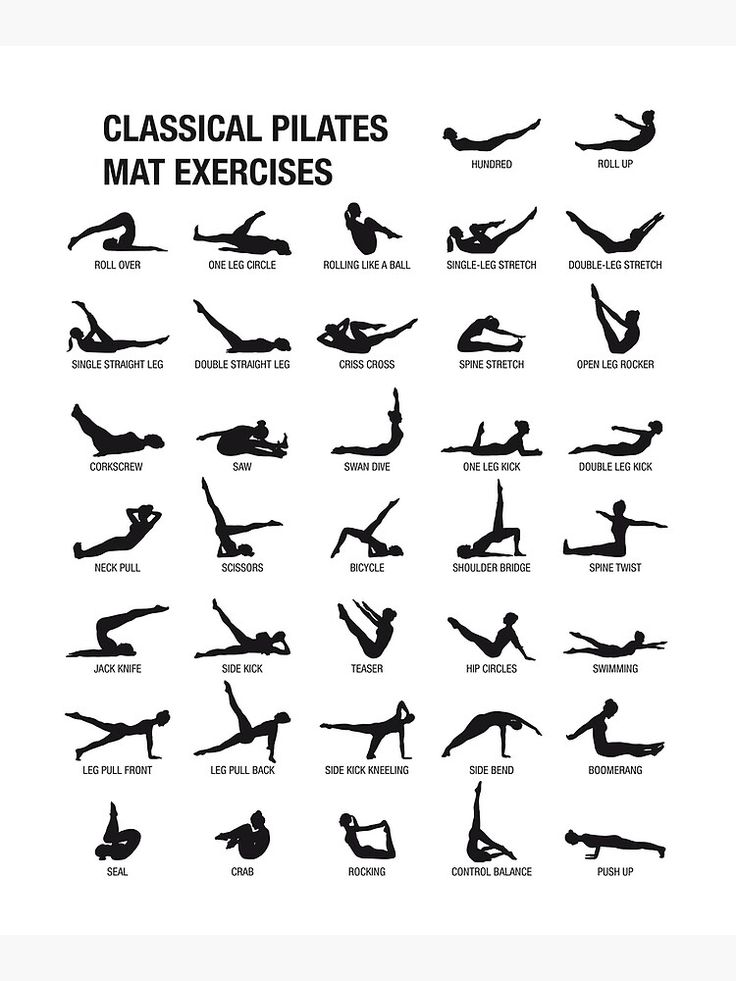 CLASSICAL PILATES
MAT EXERCISES
HUNDRED
ROLL UP
ROLL OVER
ONE LEG CIRCLE
ROLLING LIKE A BALL
SINGLE-LEG STRETCH
DOUBLE-LEG STRETCH
SINGLE STRAIGHT LEG
DOUBLE STRAIGHT LEG
CRISS CROSS
SPINE STRETCH
OPEN LEG ROCKER
CORKSCREW
SAW
SWAN DIVE
ONE LEG KICK
DOUBLE LEG KICK
NECK PULL
SCISSORS
BICYCLE
SHOULDER BRIDGE
SPINE TWIST
JACK KNIFE
SIDE KICK
TEASER
HIP CIRCLES
SWIMMING
LEG PULL FRONT
LEG PULL BACK
SIDE KICK KNEELING
SIDE BEND
BOOMERANG
SEAL
CRAB
ROCKING
CONTROL BALANCE
PUSH UP